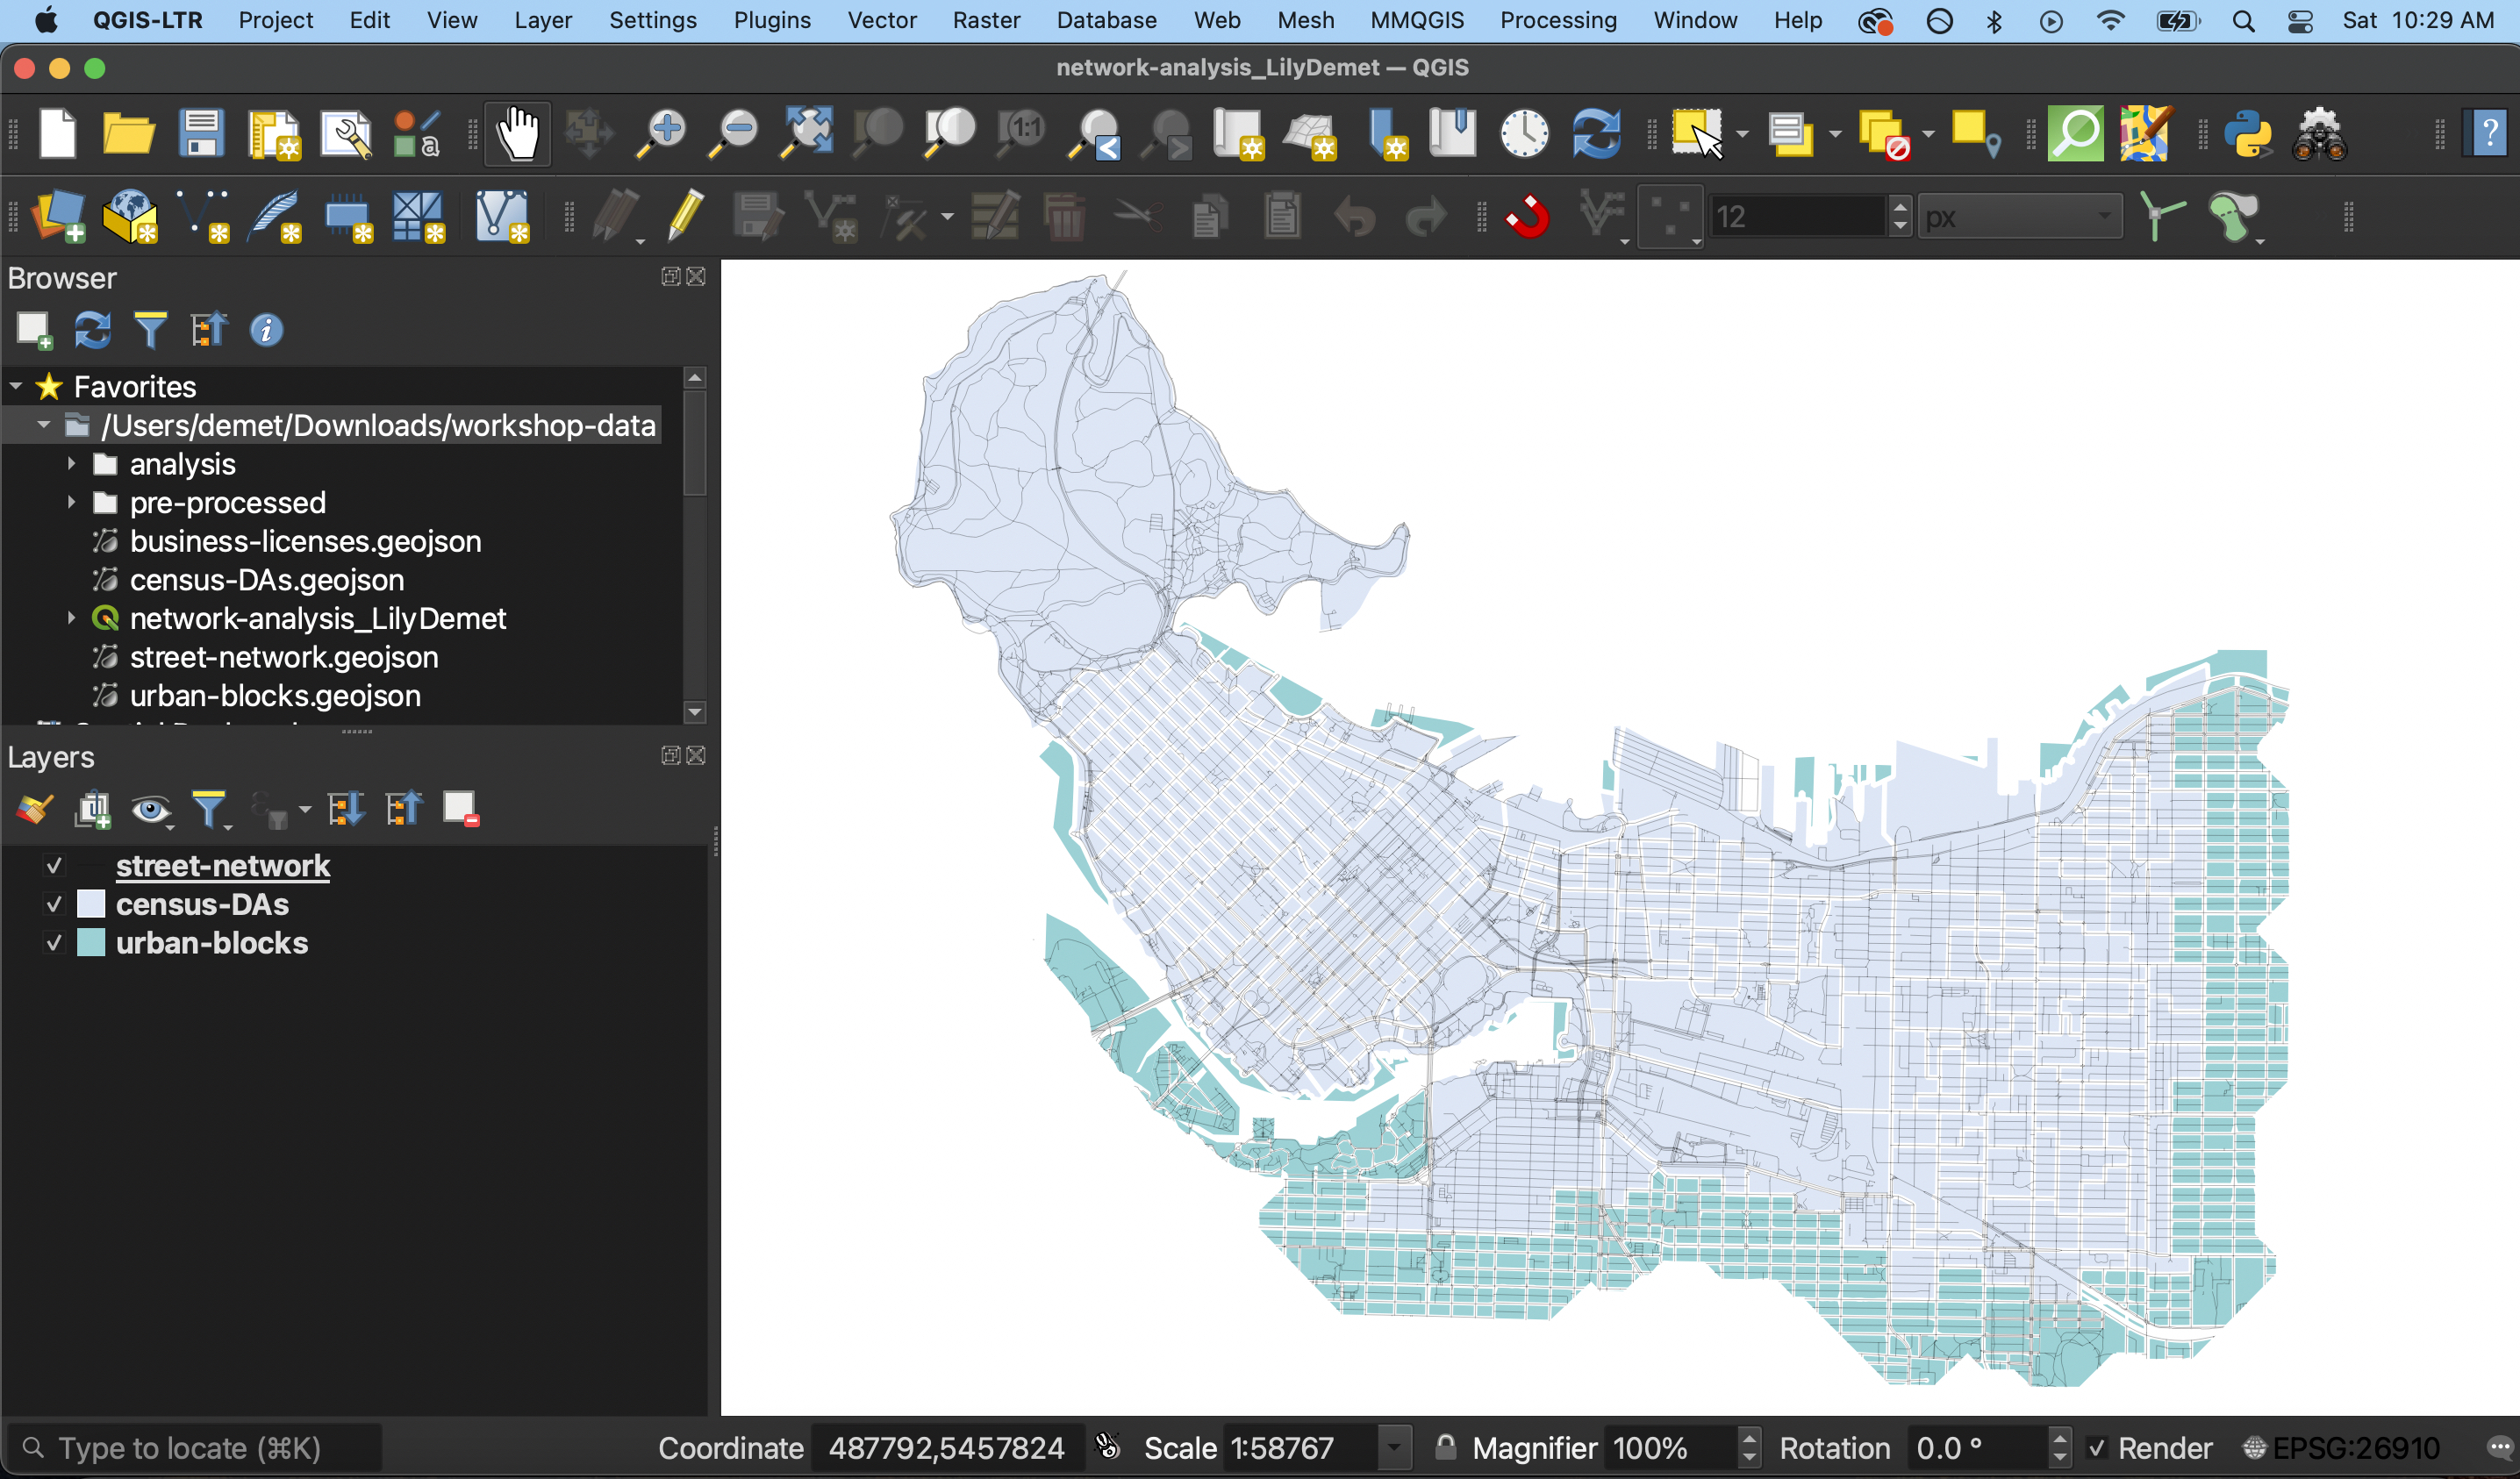 QGIS-LTR Project Edit View Layer Settings Plugins Vector Raster Database Web Mesh MMQGIS Processing Window Help Sat 10:29 AM
network-analysis_LilyDemet — QGIS
a 1:1 ?
12 px
Browser
Favorites
/Users/demet/Downloads/workshop-data
analysis
pre-processed
business-licenses.geojson
census-DAs.geojson
network-analysis_LilyDemet
street-network.geojson
urban-blocks.geojson
Layers
street-network
census-DAs
urban-blocks
Type to locate (⌘K) Coordinate 487792,5457824 Scale 1:58767 Magnifier 100% Rotation 0.0 ° Render EPSG:26910